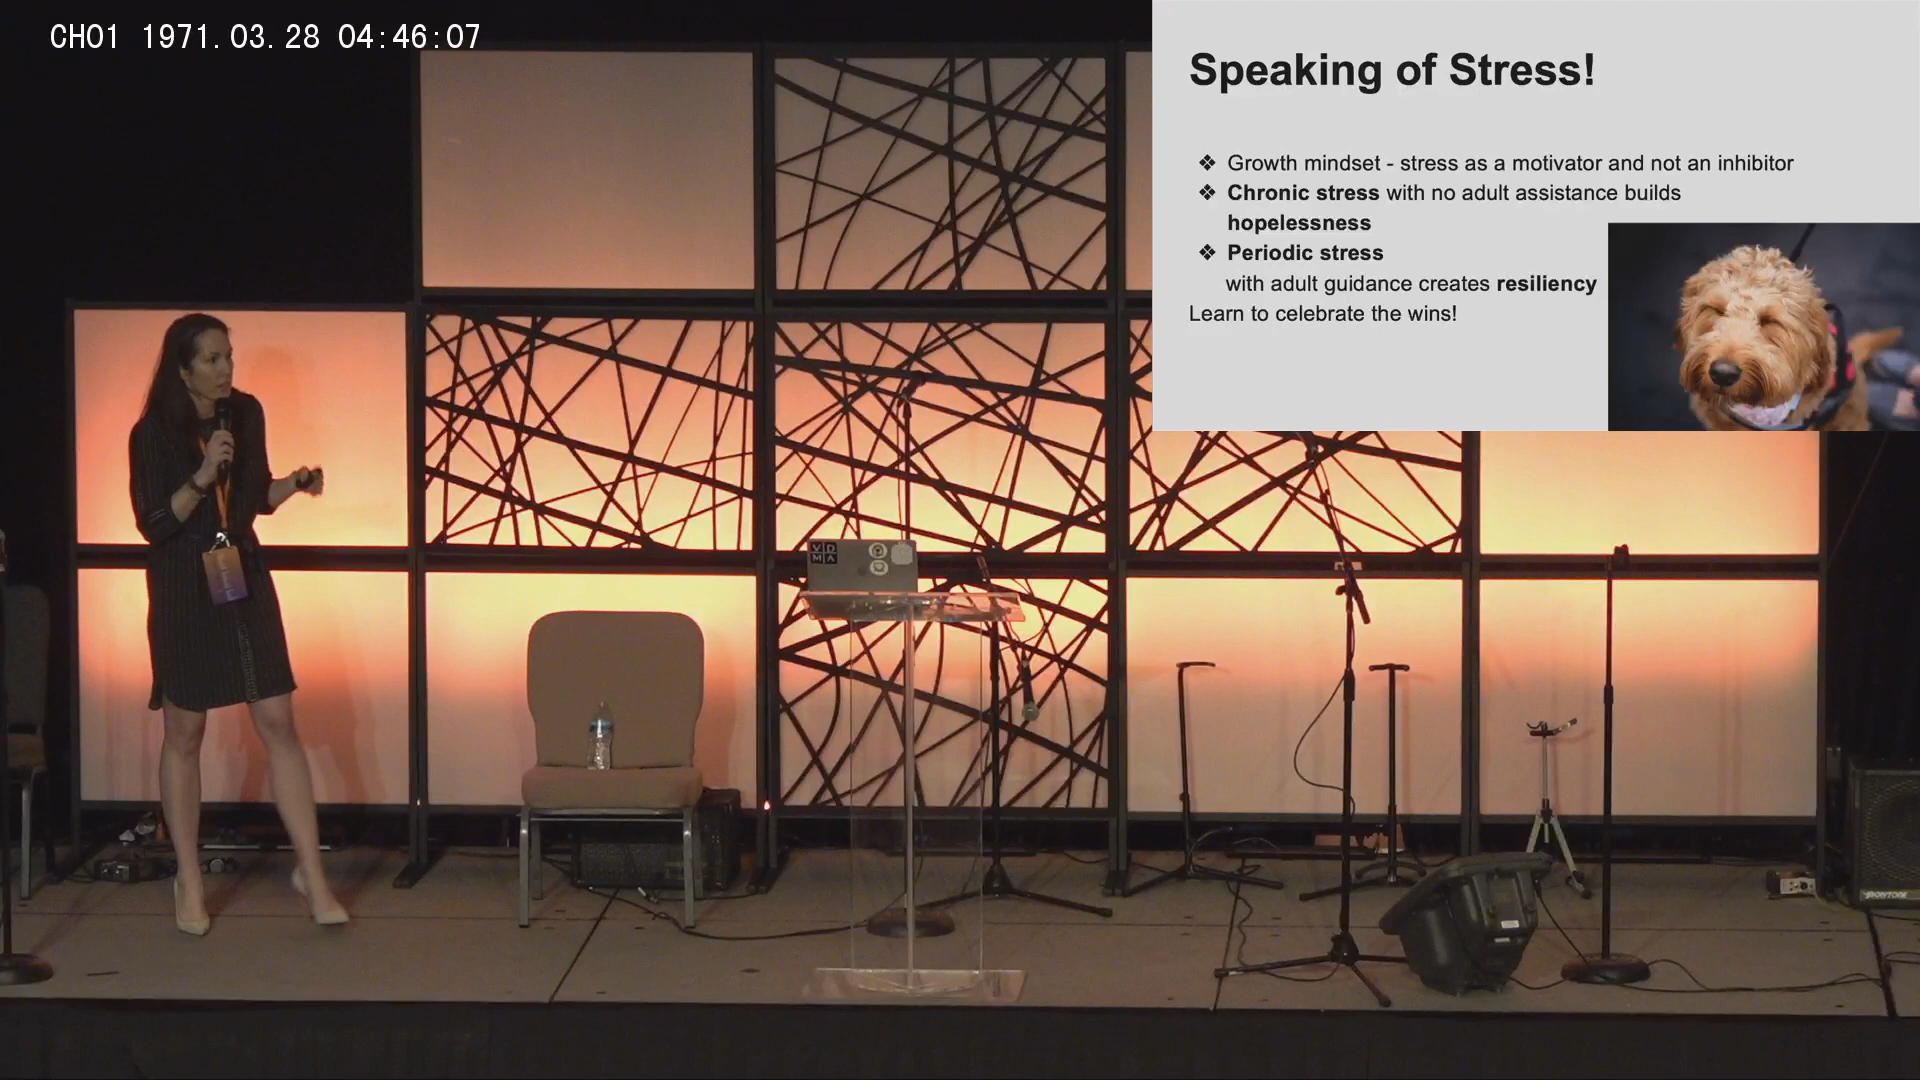 CH01 1971.03.28 04:46:07
Speaking of Stress!
❖ Growth mindset - stress as a motivator and not an inhibitor
❖ Chronic stress with no adult assistance builds
hopelessness
❖ Periodic stress
with adult guidance creates resiliency
Learn to celebrate the wins!
VD
MA